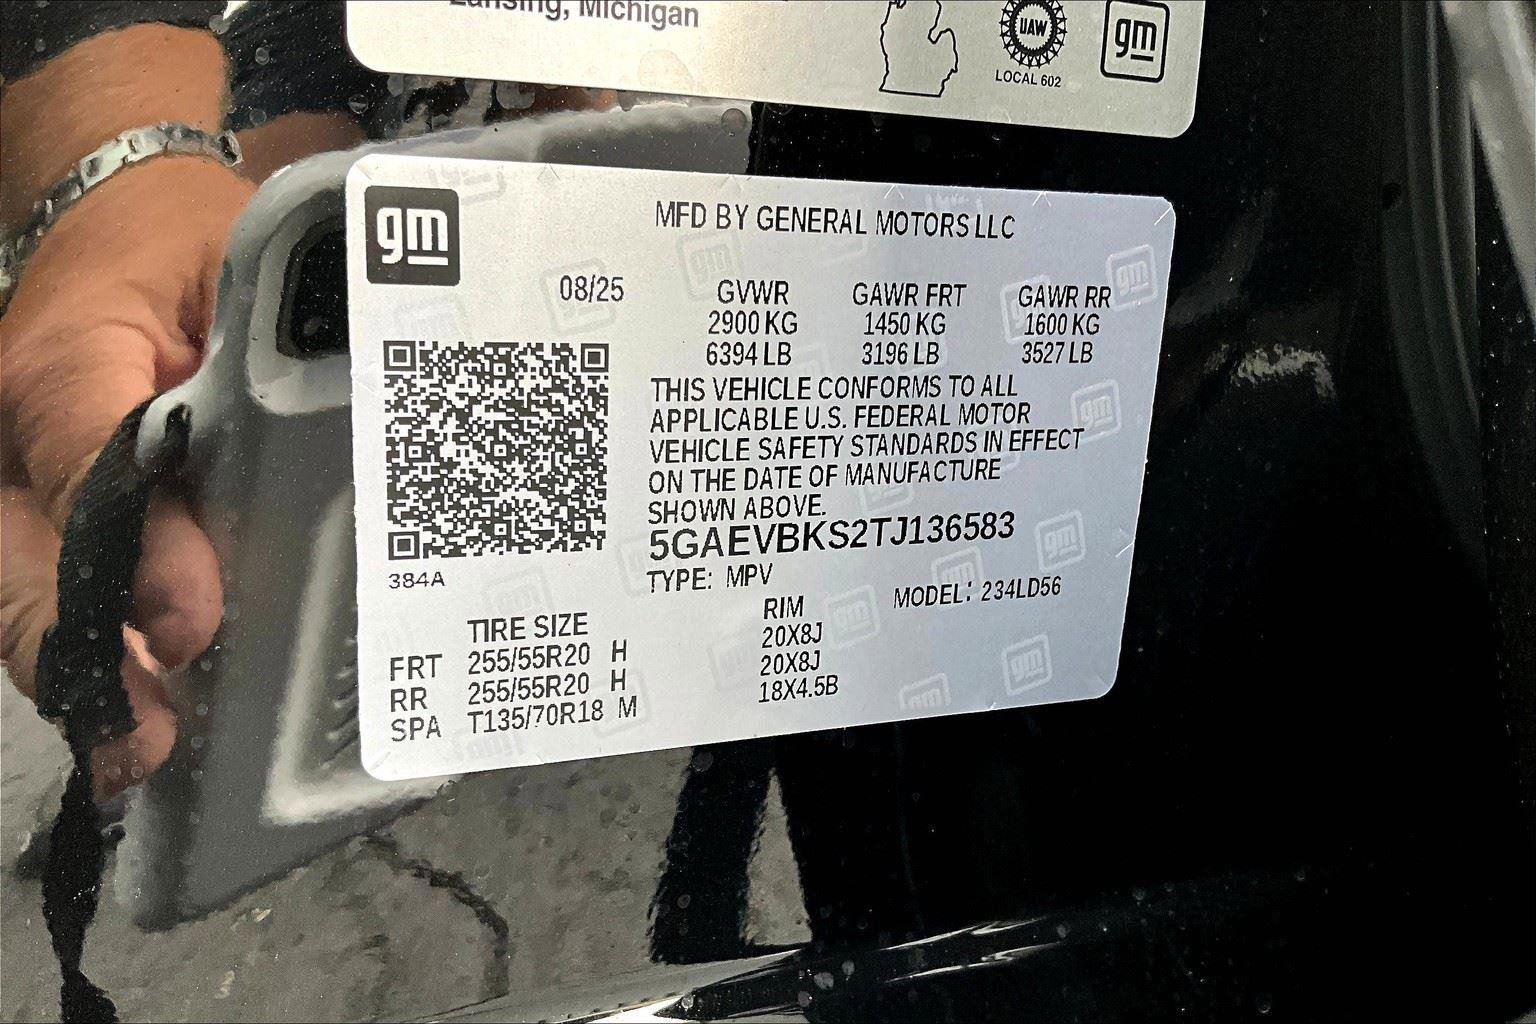 Lansing, Michigan
UAW
LOCAL 602
gm
gm
MFD BY GENERAL MOTORS LLC
08/25 GVWR GAWR FRT GAWR RR
2900 KG 1450 KG 1600 KG
6394 LB 3196 LB 3527 LB
THIS VEHICLE CONFORMS TO ALL
APPLICABLE U.S. FEDERAL MOTOR
VEHICLE SAFETY STANDARDS IN EFFECT
ON THE DATE OF MANUFACTURE
SHOWN ABOVE.
5GAEVBKS2TJ136583
384A
TYPE: MPV MODEL: 234LD56
TIRE SIZE RIM
FRT 255/55R20 H 20X8J
RR 255/55R20 H 20X8J
SPA T135/70R18 M 18X4.5B